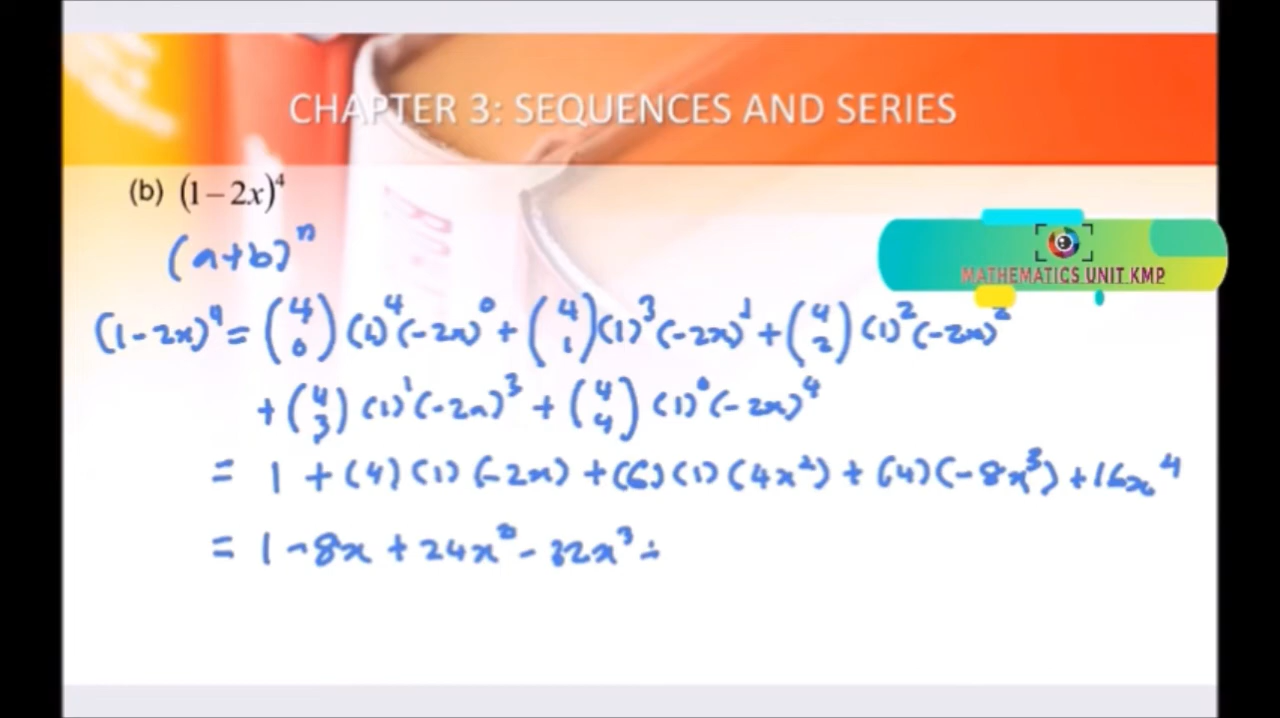 CHAPTER 3: SEQUENCES AND SERIES
(b) (1 − 2x)⁴
(a+b)ⁿ
MATHEMATICS UNIT KMP
(1-2x)⁴ = (4 0) (1)⁴(-2x)⁰ + (4 1)(1)³(-2x)¹ + (4 2) (1)²(-2x)²
+ (4 3) (1)¹(-2x)³ + (4 4) (1)⁰(-2x)⁴
= 1 + (4)(1)(-2x) + (6)(1)(4x²) + (4)(-8x³) + 16x⁴
= 1 - 8x + 24x² - 32x³ +